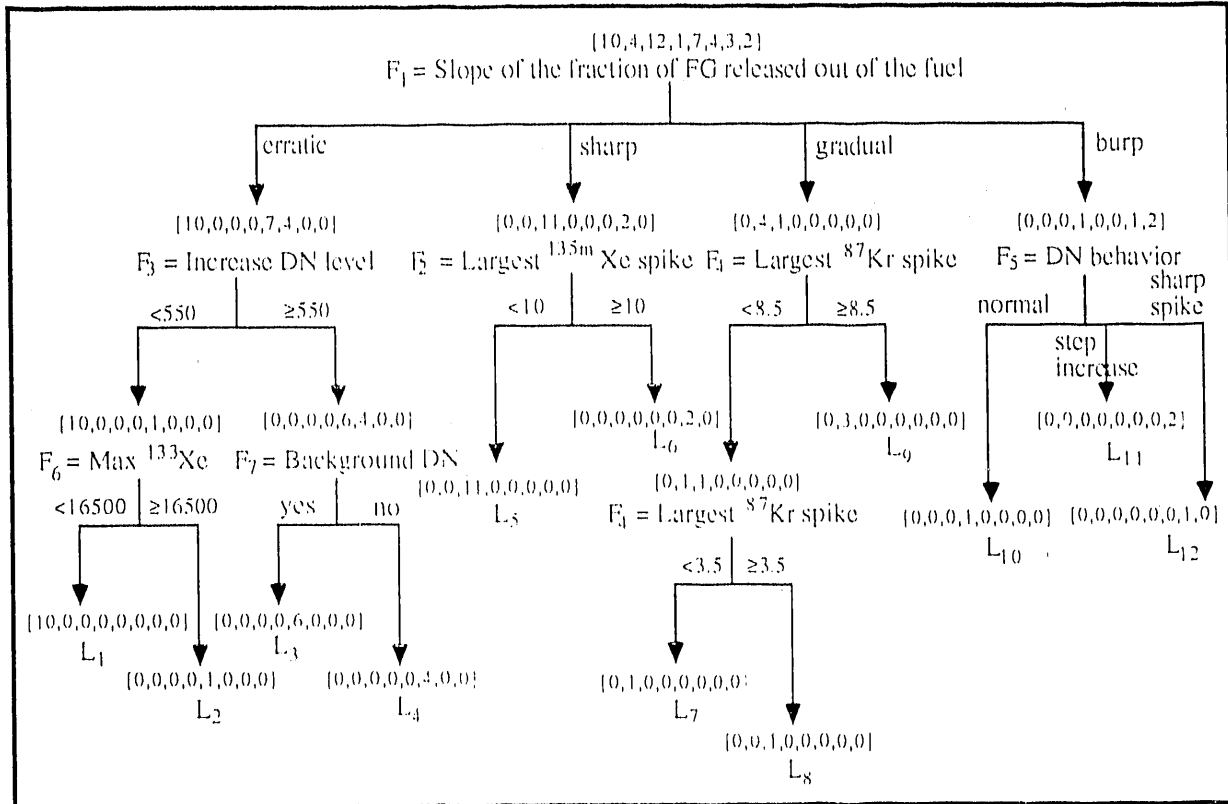 [10,4,12,1,7,4,3,2]
F1 = Slope of the fraction of FG released out of the fuel
erratic
sharp
gradual
burp
[10,0,0,0,7,4,0,0]
[0,0,11,0,0,0,2,0]
[0,4,1,0,0,0,0,0]
[0,0,0,1,0,0,1,2]
F3 = Increase DN level
F2 = Largest 135m Xe spike
F4 = Largest 87Kr spike
F5 = DN behavior
<550
≥550
<10
≥10
<8.5
≥8.5
normal
step
increase
sharp
spike
[10,0,0,0,1,0,0,0]
[0,0,0,0,6,4,0,0]
[0,0,0,0,0,0,2,0]
L6
[0,3,0,0,0,0,0,0]
L9
[0,0,0,0,0,0,0,2]
L11
F6 = Max 133Xe
F7 = Background DN
[0,0,11,0,0,0,0,0]
L5
[0,1,1,0,0,0,0,0]
F4 = Largest 87Kr spike
[0,0,0,1,0,0,0,0]
L10
[0,0,0,0,0,0,1,0]
L12
<16500
≥16500
yes
no
<3.5
≥3.5
[10,0,0,0,0,0,0,0]
L1
[0,0,0,0,6,0,0,0]
L3
[0,0,0,0,1,0,0,0]
L2
[0,0,0,0,0,4,0,0]
L4
[0,1,0,0,0,0,0,0]
L7
[0,0,1,0,0,0,0,0]
L8